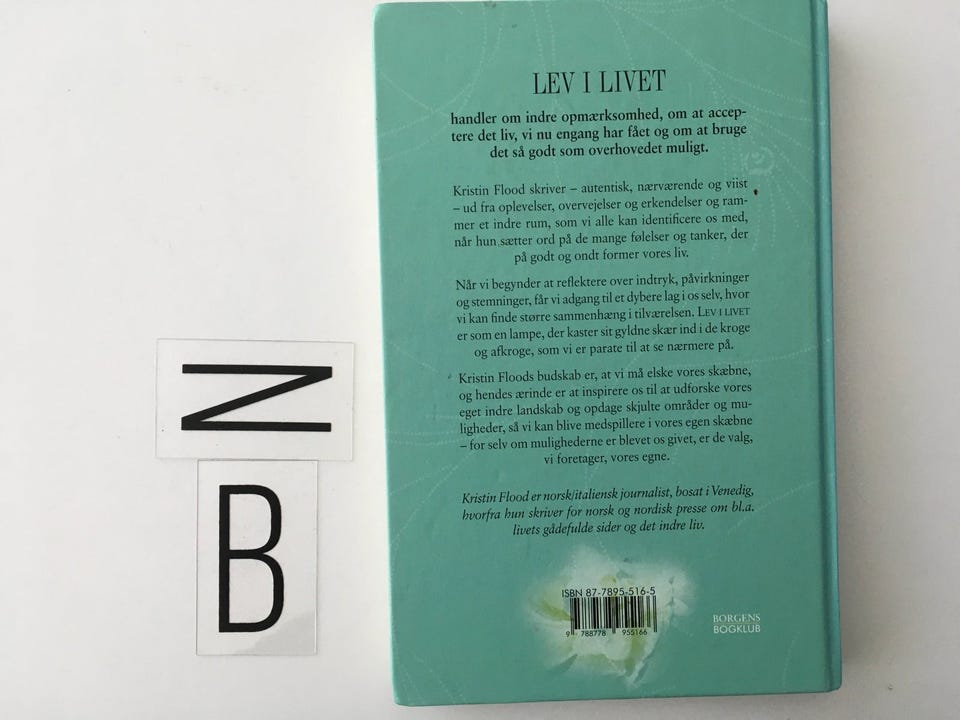 LEV I LIVET
handler om indre opmærksomhed, om at accep-
tere det liv, vi nu engang har fået og om at bruge
det så godt som overhovedet muligt.
Kristin Flood skriver – autentisk, nærværende og viist
– ud fra oplevelser, overvejelser og erkendelser og ram-
mer et indre rum, som vi alle kan identificere os med,
når hun sætter ord på de mange følelser og tanker, der
på godt og ondt former vores liv.
Når vi begynder at reflektere over indtryk, påvirkninger
og stemninger, får vi adgang til et dybere lag i os selv, hvor
vi kan finde større sammenhæng i tilværelsen. LEV I LIVET
er som en lampe, der kaster sit gyldne skær ind i de kroge
og afkroge, som vi er parate til at se nærmere på.
Kristin Floods budskab er, at vi må elske vores skæbne,
og hendes ærinde er at inspirere os til at udforske vores
eget indre landskab og opdage skjulte områder og mu-
ligheder, så vi kan blive medspillere i vores egen skæbne
– for selv om mulighederne er blevet os givet, er de valg,
vi foretager, vores egne.
Kristin Flood er norsk/italiensk journalist, bosat i Venedig,
hvorfra hun skriver for norsk og nordisk presse om bl.a.
livets gådefulde sider og det indre liv.
ISBN 87-7895-516-5
9 788778 955166
BORGENS
BOGKLUB
Z
B